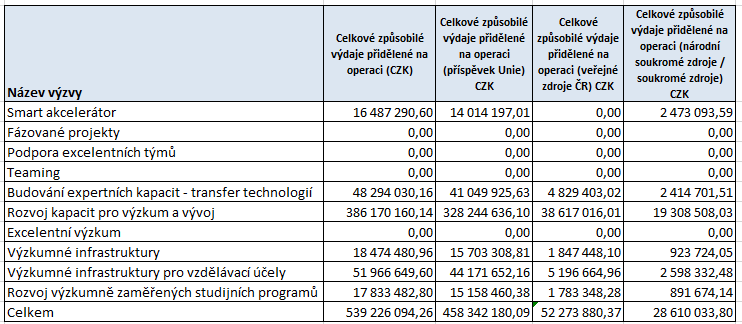 Název výzvy
Celkové způsobilé
výdaje přidělené na
operaci (CZK)
Celkové způsobilé
výdaje přidělené
na operaci
(příspěvek Unie)
CZK
Celkové
způsobilé výdaje
přidělené na
operaci (veřejné
zdroje ČR) CZK
Celkové způsobilé
výdaje přidělené na
operaci (národní
soukromé zdroje /
soukromé zdroje)
CZK
Smart akcelerátor 16 487 290,60 14 014 197,01 0,00 2 473 093,59
Fázované projekty 0,00 0,00 0,00 0,00
Podpora excelentních týmů 0,00 0,00 0,00 0,00
Teaming 0,00 0,00 0,00 0,00
Budování expertních kapacit - transfer technologií 48 294 030,16 41 049 925,63 4 829 403,02 2 414 701,51
Rozvoj kapacit pro výzkum a vývoj 386 170 160,14 328 244 636,10 38 617 016,01 19 308 508,03
Excelentní výzkum 0,00 0,00 0,00 0,00
Výzkumné infrastruktury 18 474 480,96 15 703 308,81 1 847 448,10 923 724,05
Výzkumné infrastruktury pro vzdělávací účely 51 966 649,60 44 171 652,16 5 196 664,96 2 598 332,48
Rozvoj výzkumně zaměřených studijních programů 17 833 482,80 15 158 460,38 1 783 348,28 891 674,14
Celkem 539 226 094,26 458 342 180,09 52 273 880,37 28 610 033,80